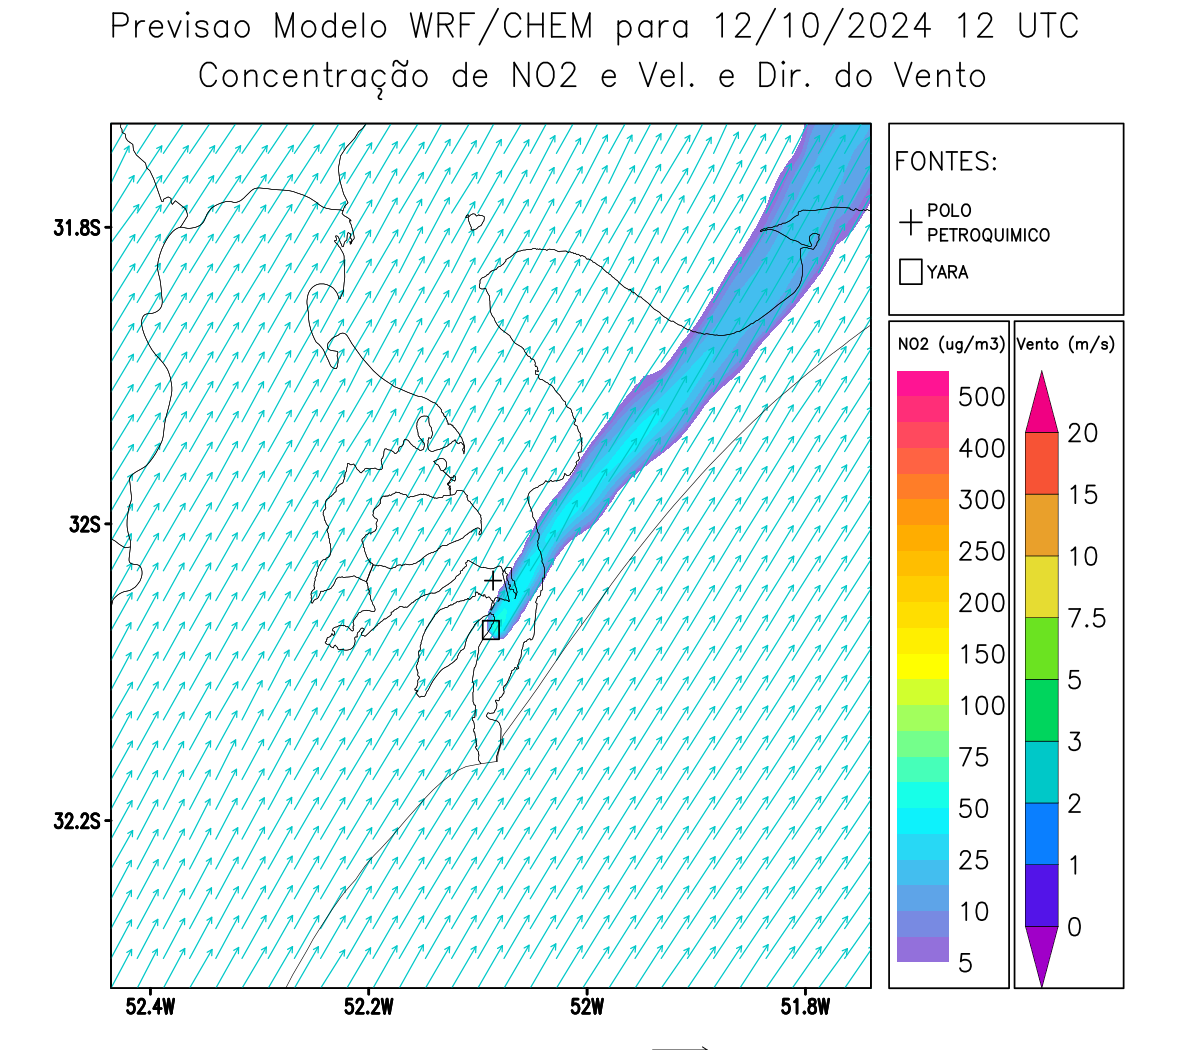 Previsao Modelo WRF/CHEM para 12/10/2024 12 UTC
Concentração de NO2 e Vel. e Dir. do Vento
FONTES:
POLO
PETROQUIMICO
YARA
31.8S
32S
32.2S
52.4W
52.2W
52W
51.8W
NO2 (ug/m3)
500
400
300
250
200
150
100
75
50
25
10
5
Vento (m/s)
20
15
10
7.5
5
3
2
1
0